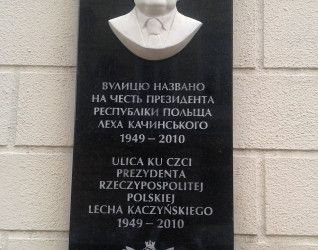 ВУЛИЦЮ НАЗВАНО
НА ЧЕСТЬ ПРЕЗИДЕНТА
РЕСПУБЛІКИ ПОЛЬЩА
ЛЕХА КАЧИНСЬКОГО
1949 – 2010
ULICA KU CZCI
PREZYDENTA
RZECZYPOSPOLITEJ
POLSKIEJ
LECHA KACZYŃSKIEGO
1949 – 2010